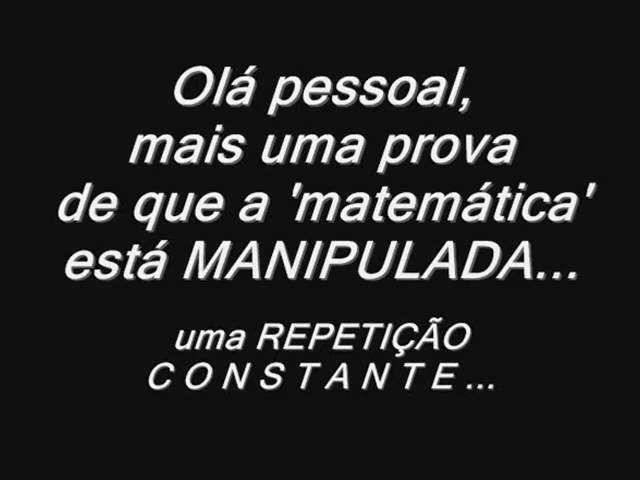 Olá pessoal,
mais uma prova
de que a 'matemática'
está MANIPULADA...
uma REPETIÇÃO
C O N S T A N T E ...